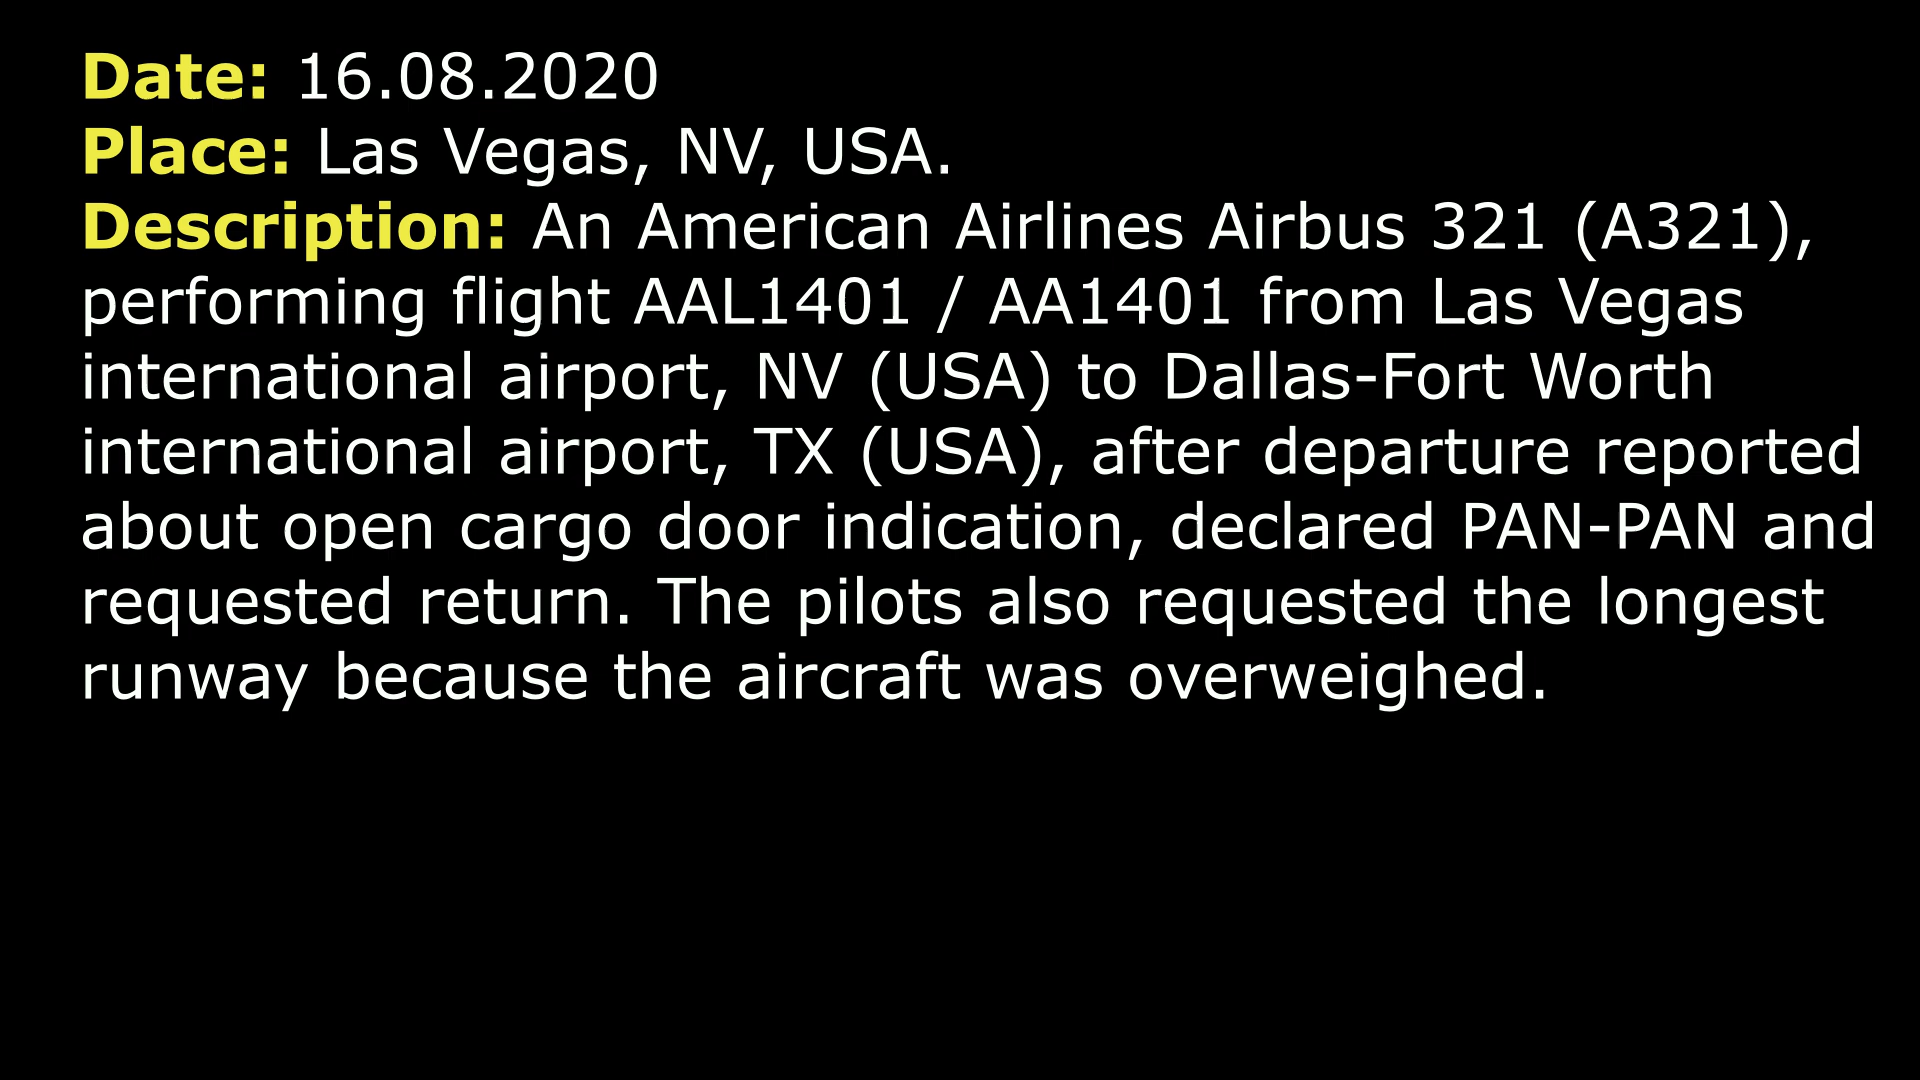 Date: 16.08.2020
Place: Las Vegas, NV, USA.
Description: An American Airlines Airbus 321 (A321),
performing flight AAL1401 / AA1401 from Las Vegas
international airport, NV (USA) to Dallas-Fort Worth
international airport, TX (USA), after departure reported
about open cargo door indication, declared PAN-PAN and
requested return. The pilots also requested the longest
runway because the aircraft was overweighed.